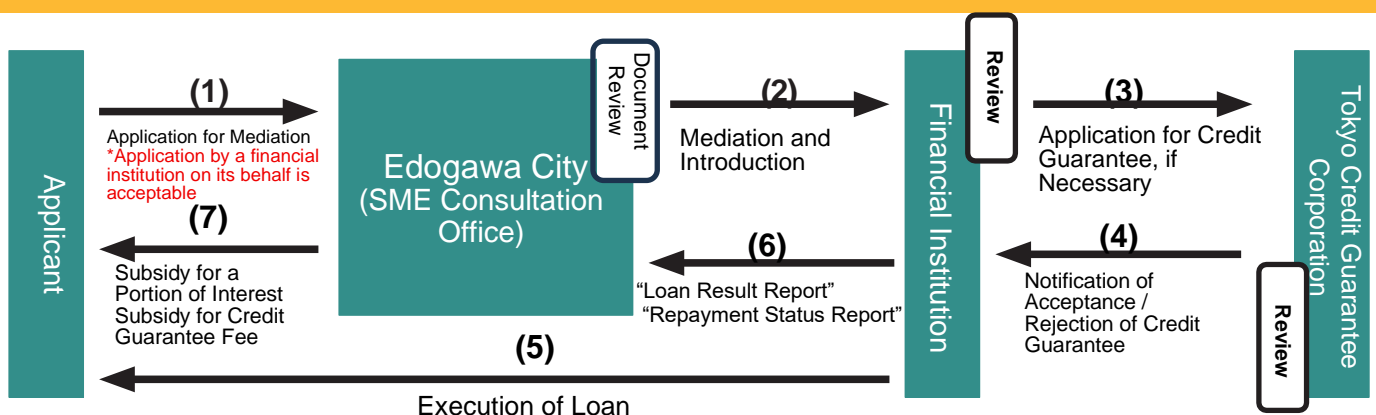 Applicant
(1)
Application for Mediation
*Application by a financial
institution on its behalf is
acceptable
(7)
Subsidy for a
Portion of Interest
Subsidy for Credit
Guarantee Fee
Edogawa City
(SME Consultation
Office)
Document
Review
(2)
Mediation and
Introduction
(6)
“Loan Result Report”
“Repayment Status Report”
(5)
Execution of Loan
Financial Institution
Review
(3)
Application for Credit
Guarantee, if
Necessary
(4)
Notification of
Acceptance /
Rejection of Credit
Guarantee
Tokyo Credit Guarantee
Corporation
Review